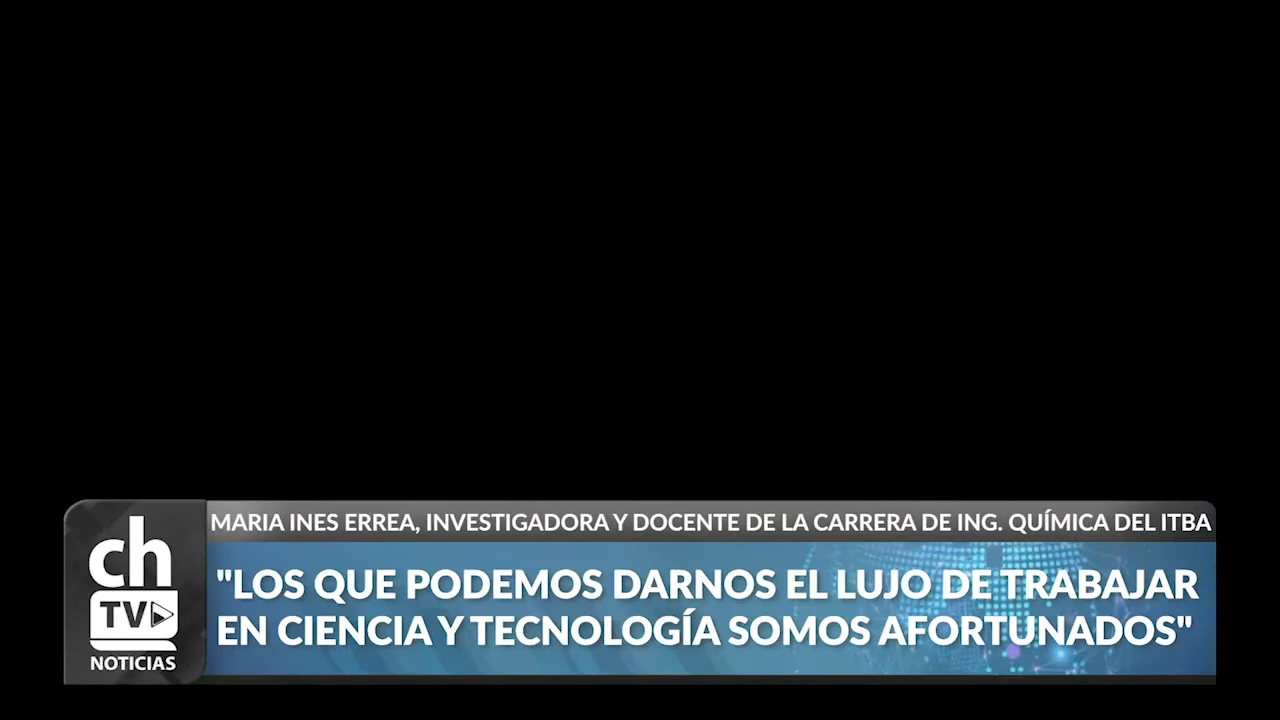 MARIA INES ERREA, INVESTIGADORA Y DOCENTE DE LA CARRERA DE ING. QUÍMICA DEL ITBA
ch
TV
NOTICIAS
"LOS QUE PODEMOS DARNOS EL LUJO DE TRABAJAR
EN CIENCIA Y TECNOLOGÍA SOMOS AFORTUNADOS"